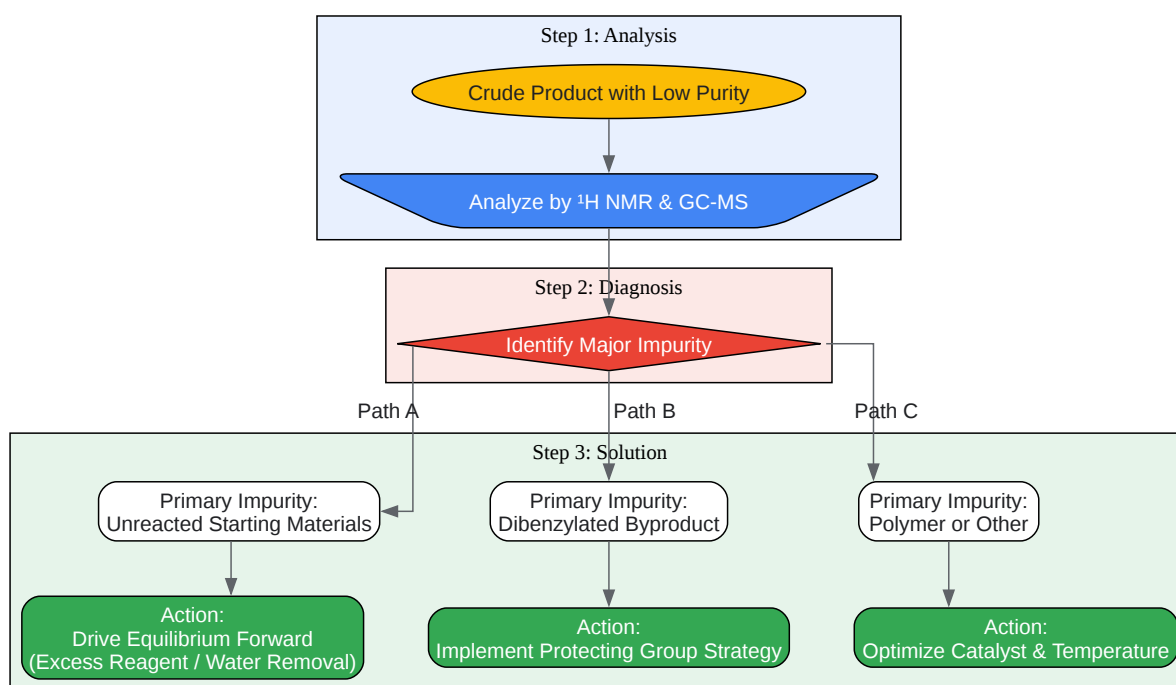 Step 1: Analysis
Crude Product with Low Purity
Analyze by ¹H NMR & GC-MS
Step 2: Diagnosis
Identify Major Impurity
Path A
Path B
Path C
Step 3: Solution
Primary Impurity:
Unreacted Starting Materials
Primary Impurity:
Dibenzylated Byproduct
Primary Impurity:
Polymer or Other
Action:
Drive Equilibrium Forward
(Excess Reagent / Water Removal)
Action:
Implement Protecting Group Strategy
Action:
Optimize Catalyst & Temperature